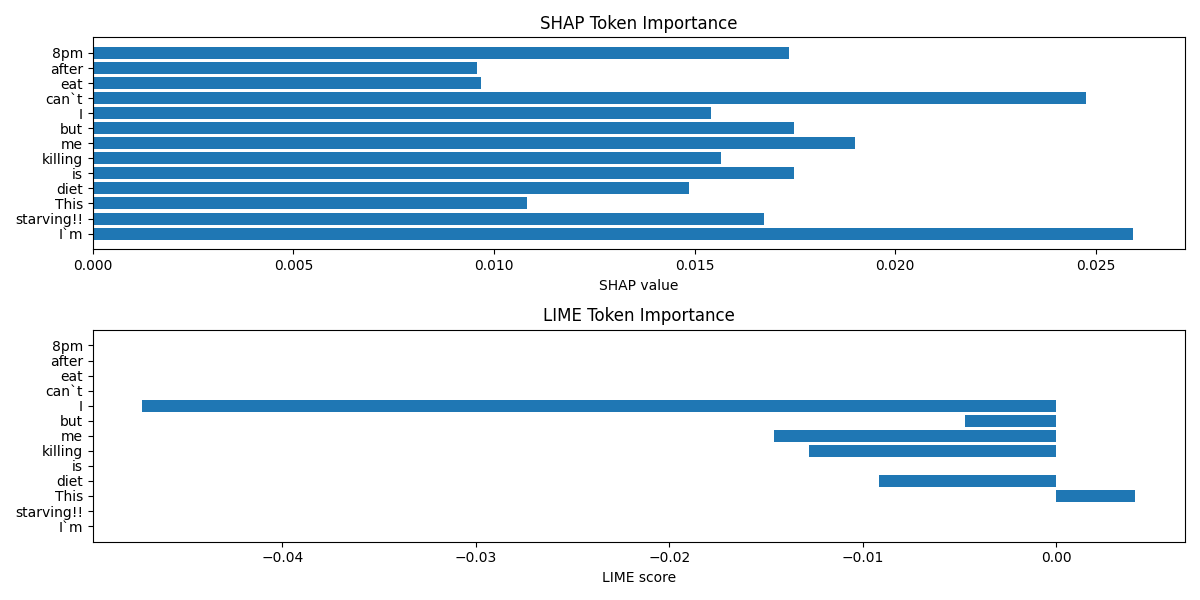 SHAP Token Importance
8pm
after
eat
can`t
I
but
me
killing
is
diet
This
starving!!
I`m
0.000 0.005 0.010 0.015 0.020 0.025
SHAP value
LIME Token Importance
8pm
after
eat
can`t
I
but
me
killing
is
diet
This
starving!!
I`m
−0.04 −0.03 −0.02 −0.01 0.00
LIME score